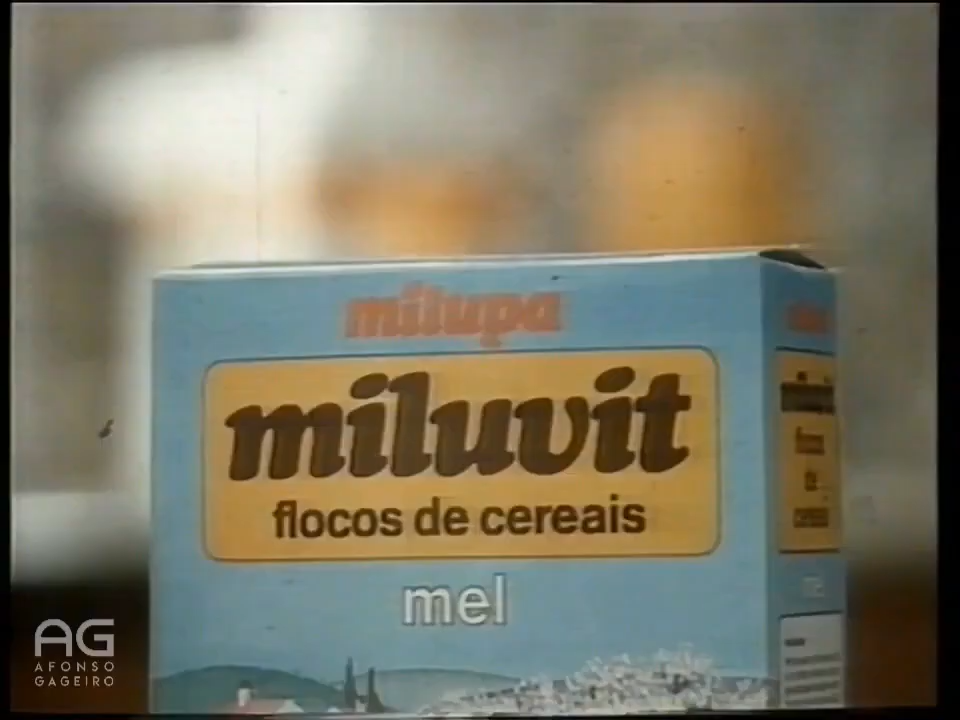 milupa
miluvit
flocos de cereais
mel
AG
AFONSO
GAGEIRO